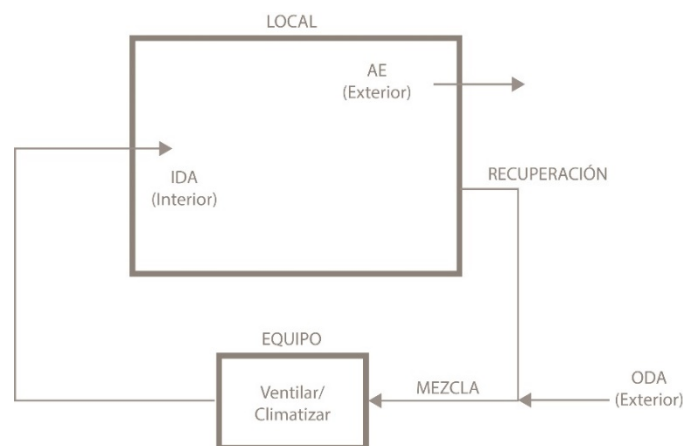 LOCAL
AE
(Exterior)
IDA
(Interior)
RECUPERACIÓN
EQUIPO
Ventilar/
Climatizar
MEZCLA
ODA
(Exterior)